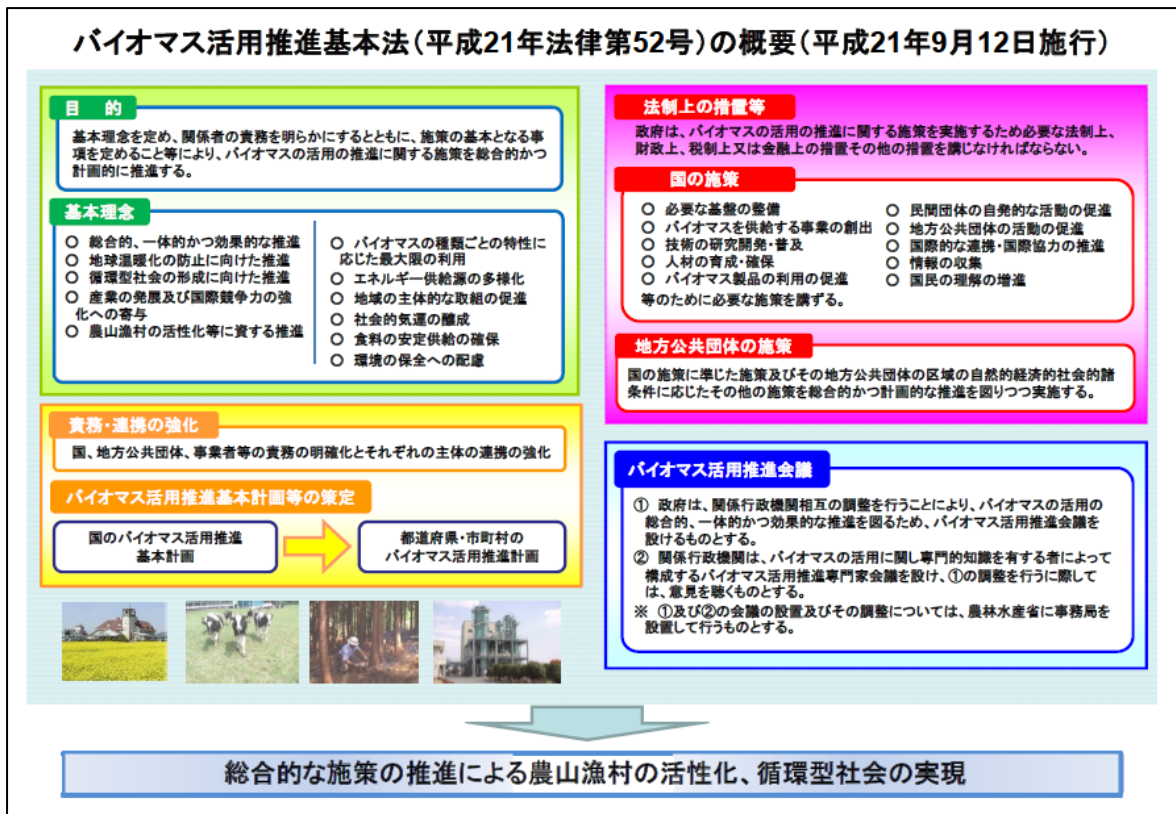 バイオマス活用推進基本法(平成21年法律第52号)の概要(平成21年9月12日施行)
目 的
基本理念を定め、関係者の責務を明らかにするとともに、施策の基本となる事
項を定めること等により、バイオマスの活用の推進に関する施策を総合的かつ
計画的に推進する。
基本理念
○ 総合的、一体的かつ効果的な推進
○ 地球温暖化の防止に向けた推進
○ 循環型社会の形成に向けた推進
○ 産業の発展及び国際競争力の強
化への寄与
○ 農山漁村の活性化等に資する推進
○ バイオマスの種類ごとの特性に
応じた最大限の利用
○ エネルギー供給源の多様化
○ 地域の主体的な取組の促進
○ 社会的気運の醸成
○ 食料の安定供給の確保
○ 環境の保全への配慮
責務・連携の強化
国、地方公共団体、事業者等の責務の明確化とそれぞれの主体の連携の強化
バイオマス活用推進基本計画等の策定
国のバイオマス活用推進
基本計画
都道府県・市町村の
バイオマス活用推進計画
法制上の措置等
政府は、バイオマスの活用の推進に関する施策を実施するため必要な法制上、
財政上、税制上又は金融上の措置その他の措置を講じなければならない。
国の施策
○ 必要な基盤の整備
○ バイオマスを供給する事業の創出
○ 技術の研究開発・普及
○ 人材の育成・確保
○ バイオマス製品の利用の促進
○ 民間団体の自発的な活動の促進
○ 地方公共団体の活動の促進
○ 国際的な連携・国際協力の推進
○ 情報の収集
○ 国民の理解の増進
等のために必要な施策を講ずる。
地方公共団体の施策
国の施策に準じた施策及びその地方公共団体の区域の自然的経済的社会的諸
条件に応じたその他の施策を総合的かつ計画的な推進を図りつつ実施する。
バイオマス活用推進会議
① 政府は、関係行政機関相互の調整を行うことにより、バイオマスの活用の
総合的、一体的かつ効果的な推進を図るため、バイオマス活用推進会議を
設けるものとする。
② 関係行政機関は、バイオマスの活用に関し専門的知識を有する者によって
構成するバイオマス活用推進専門家会議を設け、①の調整を行うに際して
は、意見を聴くものとする。
※ ①及び②の会議の設置及びその調整については、農林水産省に事務局を
設置して行うものとする。
総合的な施策の推進による農山漁村の活性化、循環型社会の実現